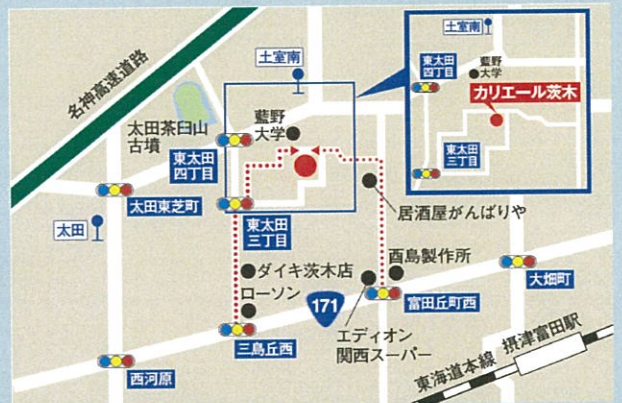 名神高速道路
土室南
太田茶臼山
古墳
藍野
大学
東太田
四丁目
太田東芝町
太田
東太田
三丁目
居酒屋がんばりや
ダイキ茨木店
ローソン
酉島製作所
大畑町
171
富田丘町西
エディオン
関西スーパー
三島丘西
西河原
東海道本線
摂津富田駅
土室南
東太田
四丁目
藍野
大学
カリエール茨木
東太田
三丁目